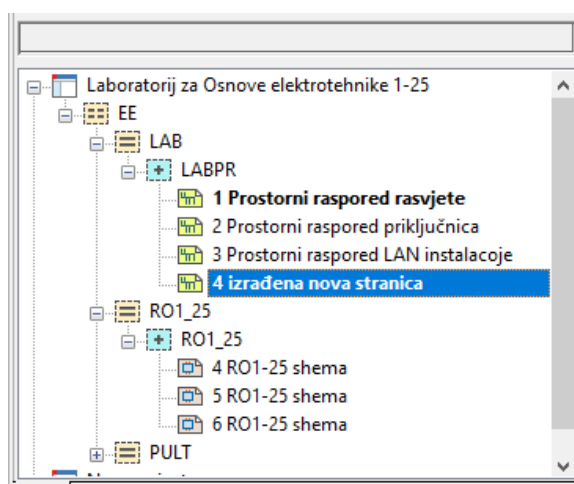 Laboratorij za Osnove elektrotehnike 1-25
EE
LAB
LABPR
1 Prostorni raspored rasvjete
2 Prostorni raspored priključnica
3 Prostorni raspored LAN instalacoje
4 izrađena nova stranica
RO1_25
RO1_25
4 RO1-25 shema
5 RO1-25 shema
6 RO1-25 shema
PULT